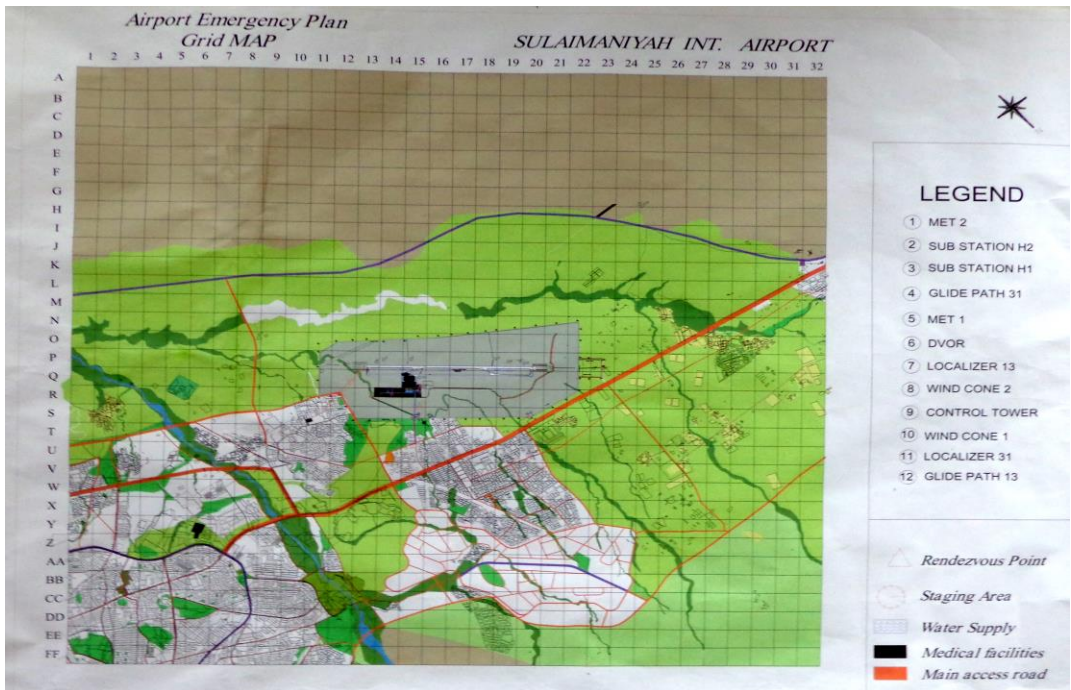 Airport Emergency Plan
Grid MAP
SULAIMANIYAH INT. AIRPORT
1 2 3 4 5 6 7 8 9 10 11 12 13 14 15 16 17 18 19 20 21 22 23 24 25 26 27 28 29 30 31 32
A
B
C
D
E
F
G
H
I
J
K
L
M
N
O
P
Q
R
S
T
U
V
W
X
Y
Z
AA
BB
CC
DD
EE
FF
LEGEND
1 MET 2
2 SUB STATION H2
3 SUB STATION H1
4 GLIDE PATH 31
5 MET 1
6 DVOR
7 LOCALIZER 13
8 WIND CONE 2
9 CONTROL TOWER
10 WIND CONE 1
11 LOCALIZER 31
12 GLIDE PATH 13
Rendezvous Point
Staging Area
Water Supply
Medical facilities
Main access road